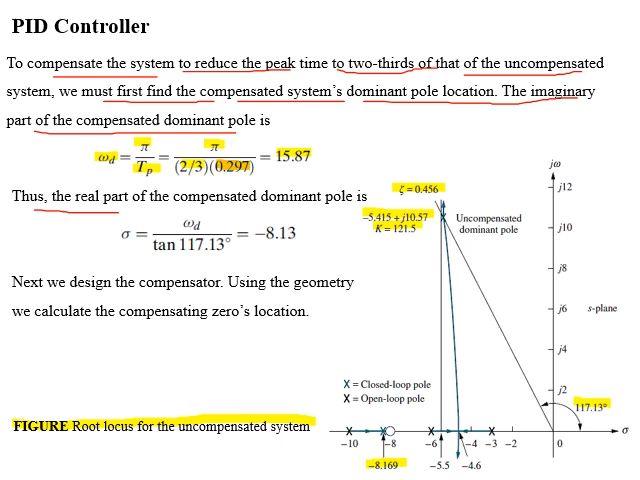 PID Controller
To compensate the system to reduce the peak time to two-thirds of that of the uncompensated
system, we must first find the compensated system's dominant pole location. The imaginary
part of the compensated dominant pole is
ω_d = π / T_p = π / (2/3)(0.297) = 15.87
Thus, the real part of the compensated dominant pole is
σ = ω_d / tan 117.13° = −8.13
Next we design the compensator. Using the geometry
we calculate the compensating zero's location.
jω
ζ = 0.456
j12
−5.415 + j10.57
K = 121.5
Uncompensated
dominant pole
j10
j8
j6
s-plane
j4
X = Closed-loop pole
X = Open-loop pole
j2
117.13°
FIGURE Root locus for the uncompensated system
σ
−10 −8 −6 −4 −3 −2 0
−8.169 −5.5 −4.6